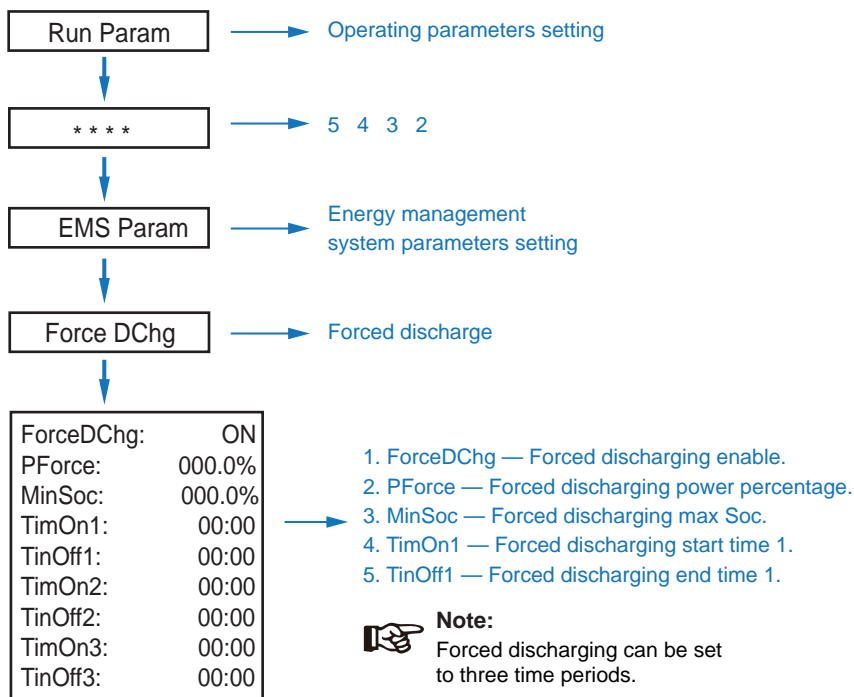 Run Param
Operating parameters setting
* * * *
5 4 3 2
EMS Param
Energy management
system parameters setting
Force DChg
Forced discharge
ForceDChg: ON
PForce: 000.0%
MinSoc: 000.0%
TimOn1: 00:00
TinOff1: 00:00
TimOn2: 00:00
TinOff2: 00:00
TimOn3: 00:00
TinOff3: 00:00
1. ForceDChg — Forced discharging enable.
2. PForce — Forced discharging power percentage.
3. MinSoc — Forced discharging max Soc.
4. TimOn1 — Forced discharging start time 1.
5. TinOff1 — Forced discharging end time 1.
Note:
Forced discharging can be set
to three time periods.